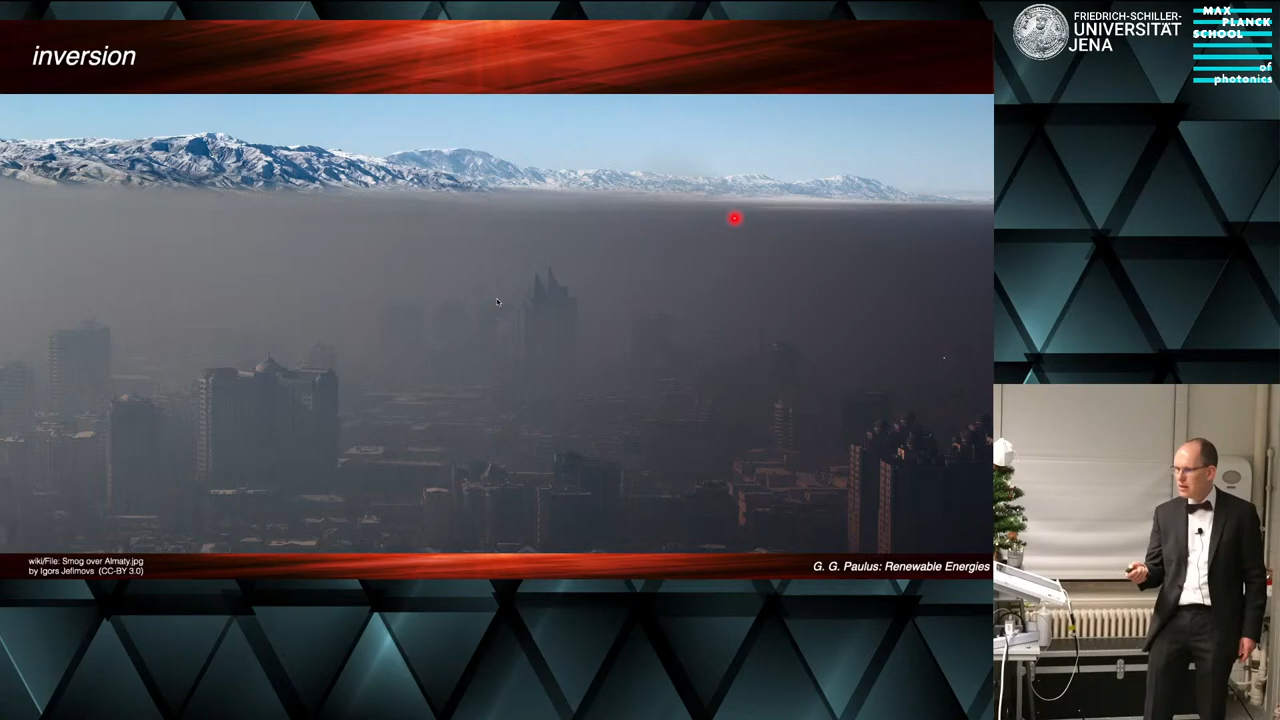 inversion
FRIEDRICH-SCHILLER-
UNIVERSITÄT
JENA
MAX
PLANCK
SCHOOL
of
photonics
wiki/File: Smog over Almaty.jpg
by Igors Jefimovs (CC-BY 3.0)
G. G. Paulus: Renewable Energies